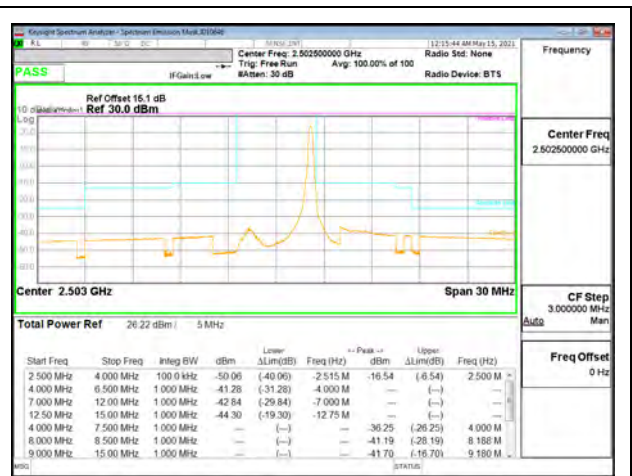 Keysight Spectrum Analyzer - Spectrum Emission Mask
RL
SENSE:INT
12:15:44 AM May 15, 2021
Center Freq: 2.502500000 GHz
Radio Std: None
Trig: Free Run
Avg: 100.00% of 100
PASS
IFGain:Low
#Atten: 30 dB
Radio Device: BTS
Frequency
Ref Offset 15.1 dB
10 dB
Ref 30.0 dBm
Log
Center Freq
2.502500000 GHz
Center 2.503 GHz
Span 30 MHz
CF Step
3.000000 MHz
Auto Man
Total Power Ref 26.22 dBm / 5 MHz
Freq Offset
0 Hz
Lower <- Peak -> Upper
Start Freq Stop Freq Integ BW dBm ΔLim(dB) Freq (Hz) dBm ΔLim(dB) Freq (Hz)
2.500 MHz 4.000 MHz 100.0 kHz -50.06 (-40.06) -2.515 M -16.54 (-6.54) 2.500 M
4.000 MHz 6.500 MHz 1.000 MHz -41.28 (-31.28) -4.000 M --- (---) ---
7.000 MHz 12.00 MHz 1.000 MHz -42.84 (-29.84) -7.000 M --- (---) ---
12.50 MHz 15.00 MHz 1.000 MHz -44.30 (-19.30) -12.75 M --- (---) ---
4.000 MHz 7.500 MHz 1.000 MHz --- (---) --- -36.25 (-26.25) 4.000 M
8.000 MHz 8.500 MHz 1.000 MHz --- (---) --- -41.19 (-28.19) 8.188 M
9.000 MHz 15.00 MHz 1.000 MHz --- (---) --- -41.70 (-16.70) 9.180 M
MSG
STATUS